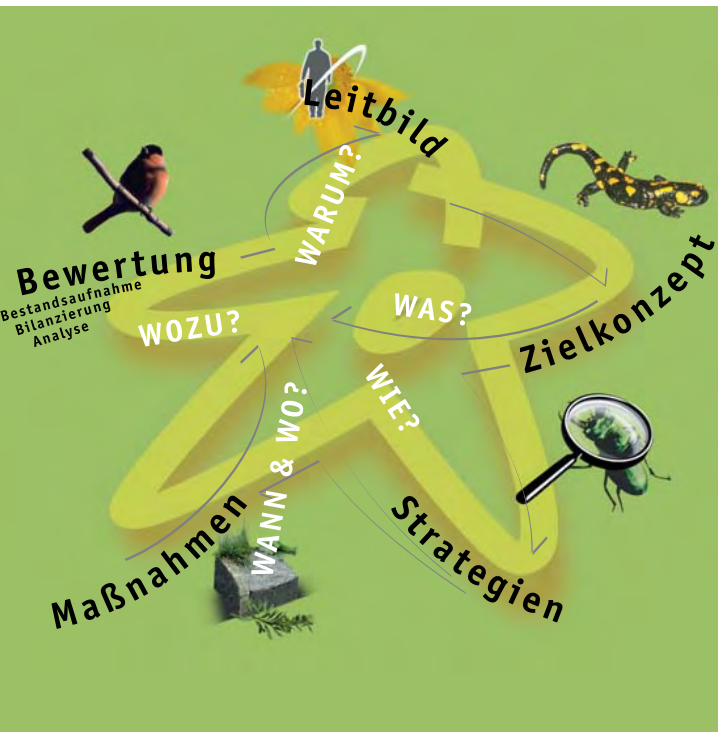 Leitbild
WARUM?
Bewertung
Bestandsaufnahme
Bilanzierung
Analyse
WOZU?
WAS?
Zielkonzept
WIE?
WANN & WO?
Strategien
Maßnahmen